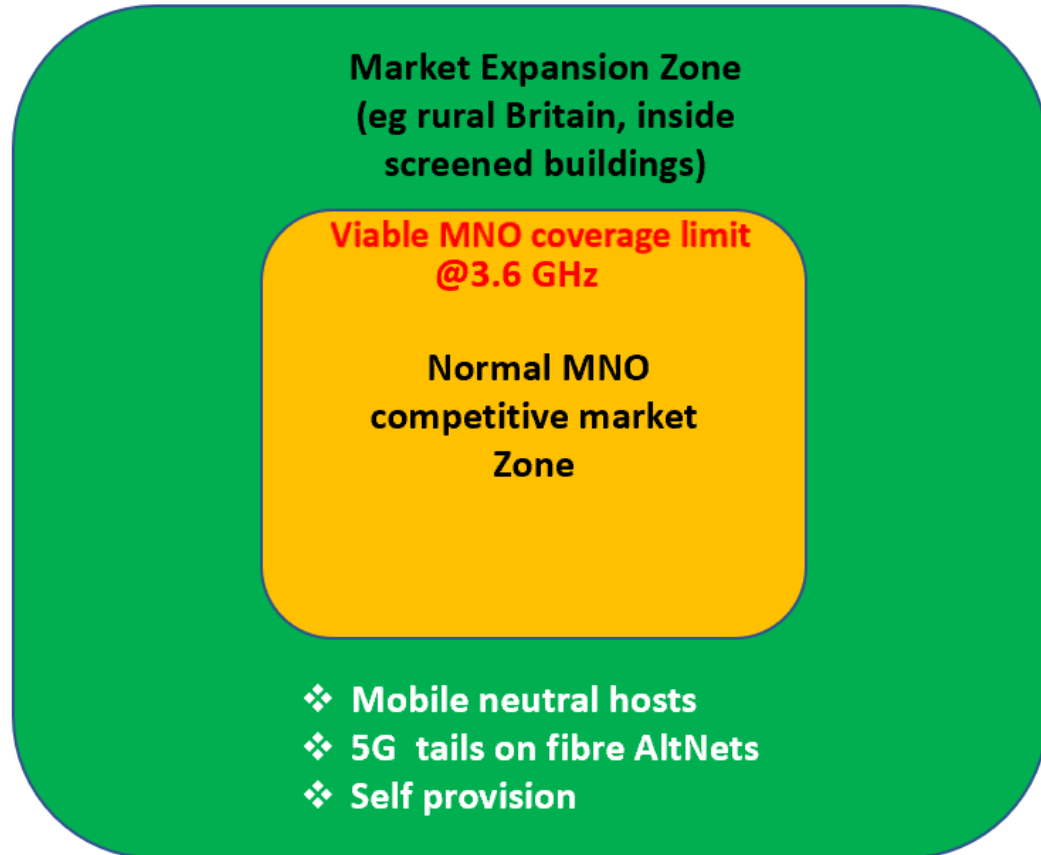 Market Expansion Zone
(eg rural Britain, inside
screened buildings)
Viable MNO coverage limit
@3.6 GHz
Normal MNO
competitive market
Zone
❖ Mobile neutral hosts
❖ 5G tails on fibre AltNets
❖ Self provision